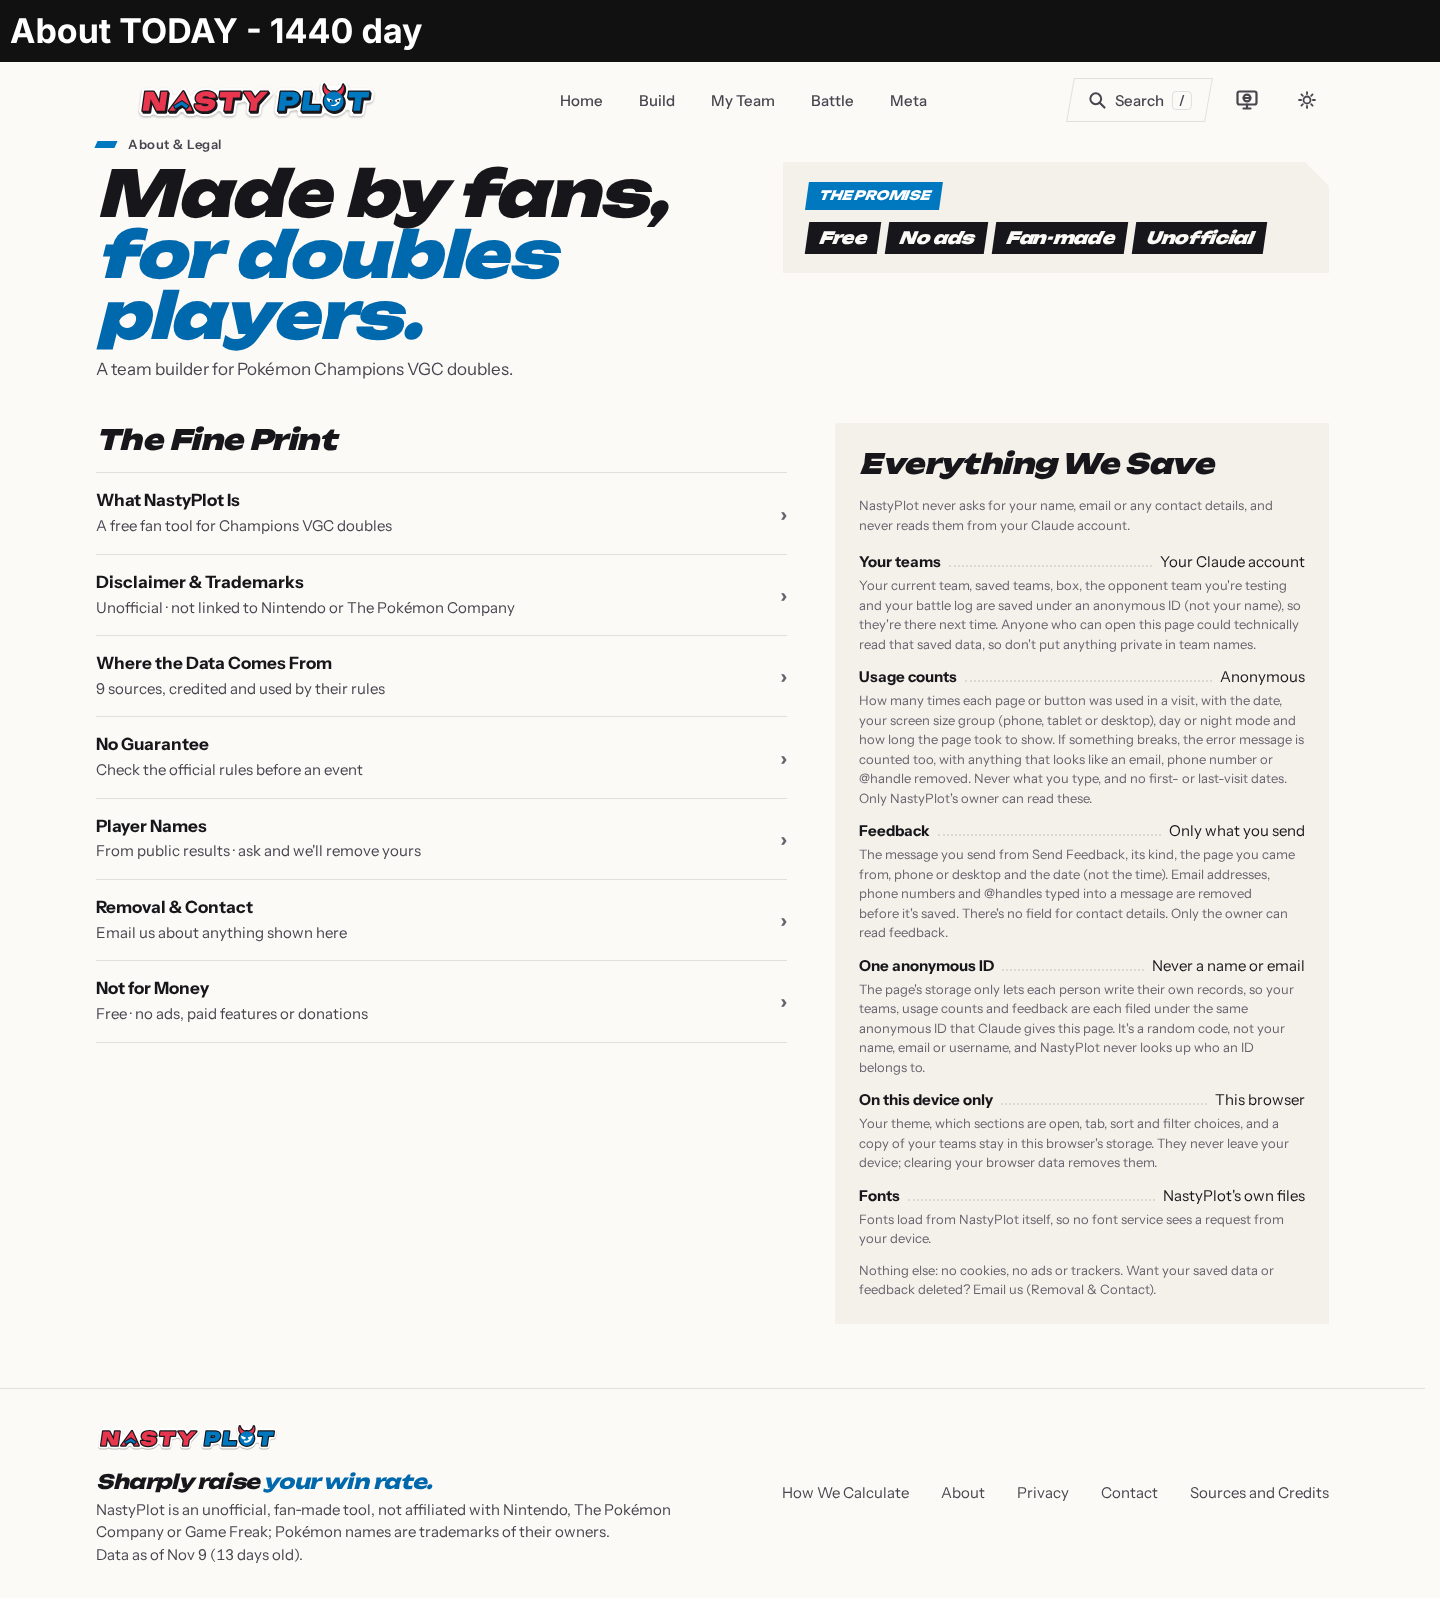 About TODAY - 1440 day
NASTY PLOT
Home
Build
My Team
Battle
Meta
Search /
About & Legal
Made by fans,
for doubles
players.
A team builder for Pokémon Champions VGC doubles.
THE PROMISE
Free
No ads
Fan-made
Unofficial
The Fine Print
What NastyPlot Is
A free fan tool for Champions VGC doubles
›
Disclaimer & Trademarks
Unofficial · not linked to Nintendo or The Pokémon Company
›
Where the Data Comes From
9 sources, credited and used by their rules
›
No Guarantee
Check the official rules before an event
›
Player Names
From public results · ask and we'll remove yours
›
Removal & Contact
Email us about anything shown here
›
Not for Money
Free · no ads, paid features or donations
›
Everything We Save
NastyPlot never asks for your name, email or any contact details, and
never reads them from your Claude account.
Your teams Your Claude account
Your current team, saved teams, box, the opponent team you're testing
and your battle log are saved under an anonymous ID (not your name), so
they're there next time. Anyone who can open this page could technically
read that saved data, so don't put anything private in team names.
Usage counts Anonymous
How many times each page or button was used in a visit, with the date,
your screen size group (phone, tablet or desktop), day or night mode and
how long the page took to show. If something breaks, the error message is
counted too, with anything that looks like an email, phone number or
@handle removed. Never what you type, and no first- or last-visit dates.
Only NastyPlot's owner can read these.
Feedback Only what you send
The message you send from Send Feedback, its kind, the page you came
from, phone or desktop and the date (not the time). Email addresses,
phone numbers and @handles typed into a message are removed
before it's saved. There's no field for contact details. Only the owner can
read feedback.
One anonymous ID Never a name or email
The page's storage only lets each person write their own records, so your
teams, usage counts and feedback are each filed under the same
anonymous ID that Claude gives this page. It's a random code, not your
name, email or username, and NastyPlot never looks up who an ID
belongs to.
On this device only This browser
Your theme, which sections are open, tab, sort and filter choices, and a
copy of your teams stay in this browser's storage. They never leave your
device; clearing your browser data removes them.
Fonts NastyPlot's own files
Fonts load from NastyPlot itself, so no font service sees a request from
your device.
Nothing else: no cookies, no ads or trackers. Want your saved data or
feedback deleted? Email us (Removal & Contact).
NASTY PLOT
Sharply raise your win rate.
NastyPlot is an unofficial, fan-made tool, not affiliated with Nintendo, The Pokémon
Company or Game Freak; Pokémon names are trademarks of their owners.
Data as of Nov 9 (13 days old).
How We Calculate
About
Privacy
Contact
Sources and Credits